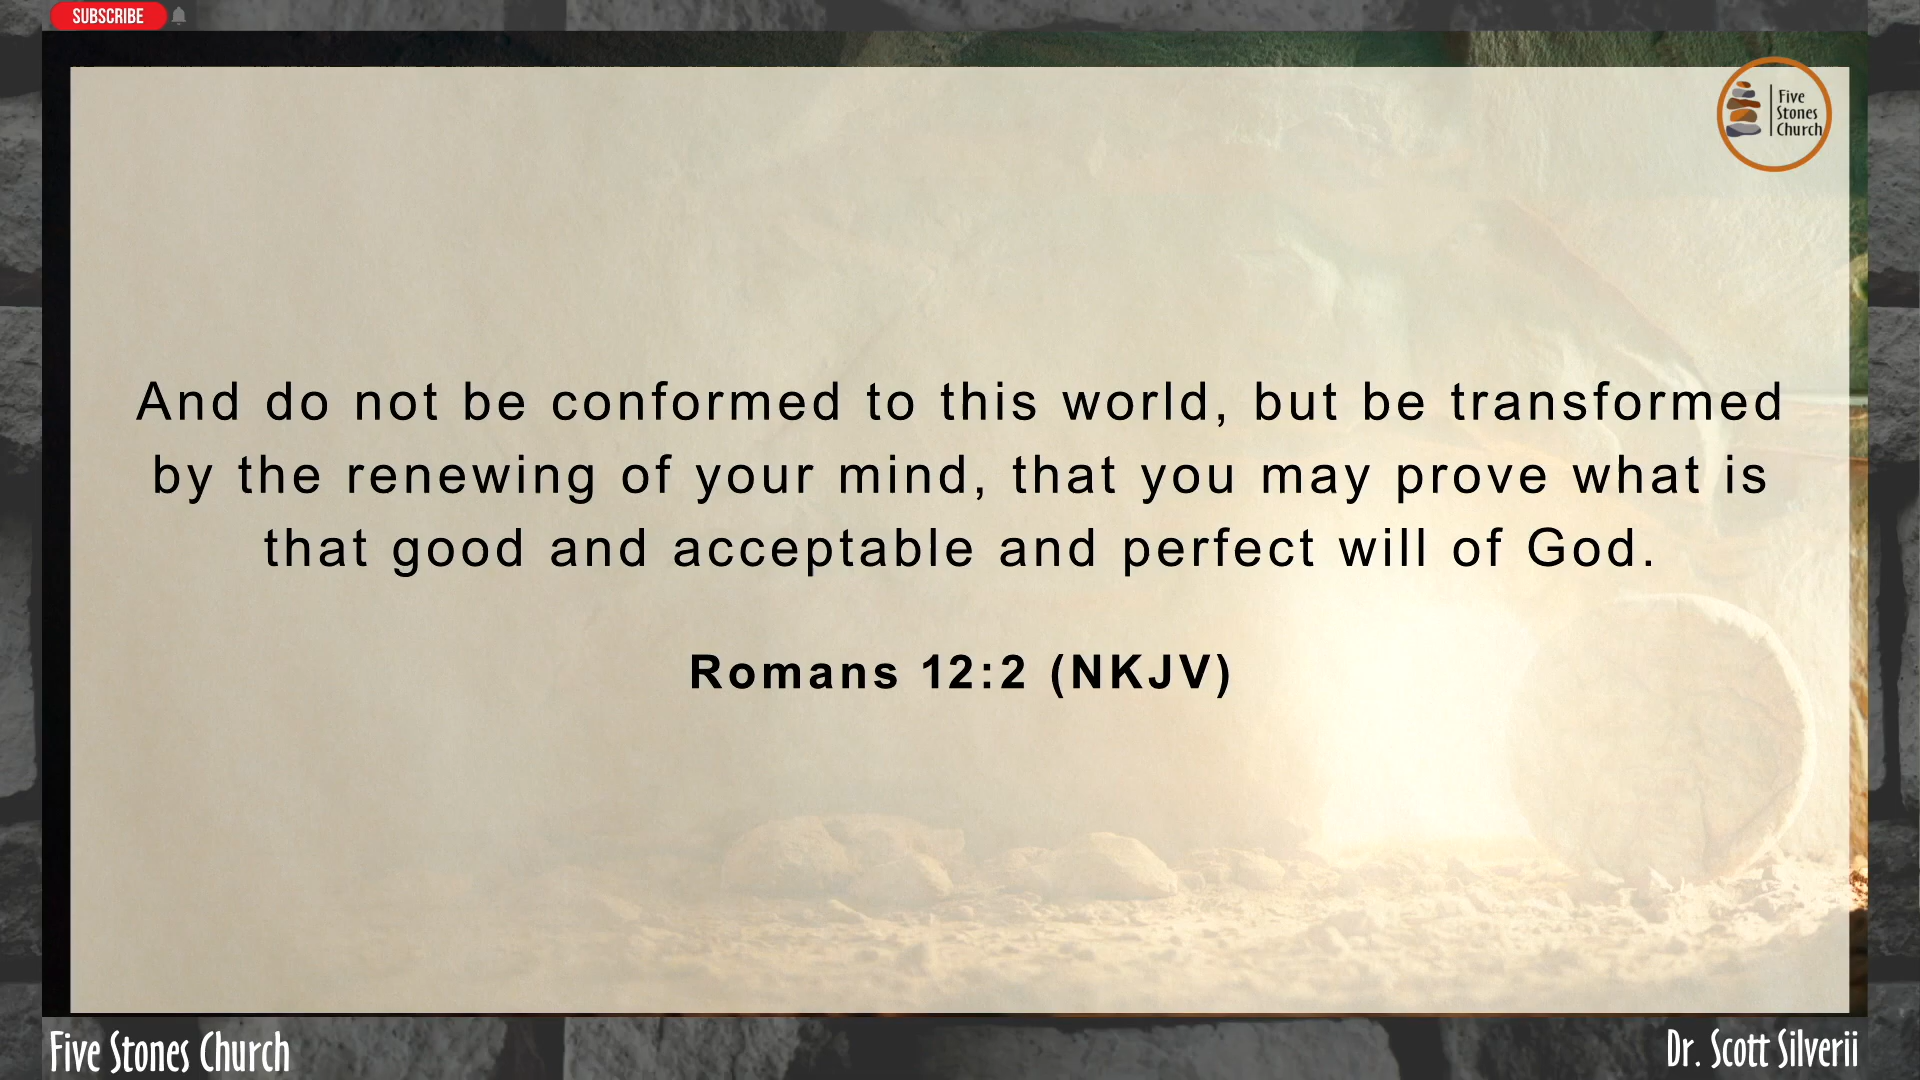 SUBSCRIBE
Five
Stones
Church
And do not be conformed to this world, but be transformed
by the renewing of your mind, that you may prove what is
that good and acceptable and perfect will of God.
Romans 12:2 (NKJV)
Five Stones Church
Dr. Scott Silverii